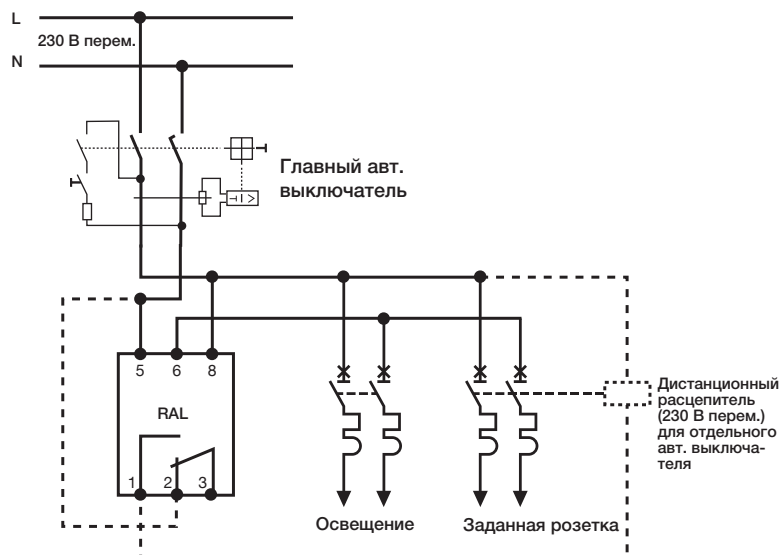 L
230 В перем.
N
Главный авт.
выключатель
5 6 8
RAL
1 2 3
Дистанционный
расцепитель
(230 В перем.)
для отдельного
авт. выключа-
теля
Освещение
Заданная розетка